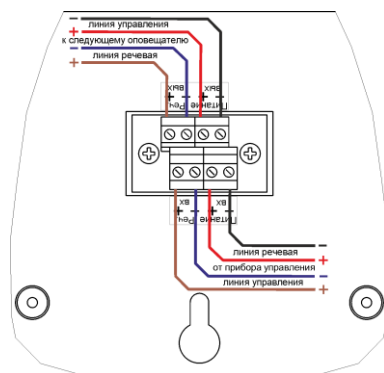 −
линия управления
+
к следующему оповещателю
−
линия речевая
+
ВЫХ ВЫХ
+ − + −
Реч Питание
Реч Питание
+ − + −
ВХ ВХ
линия речевая −
+
от прибора управления
−
линия управления
+